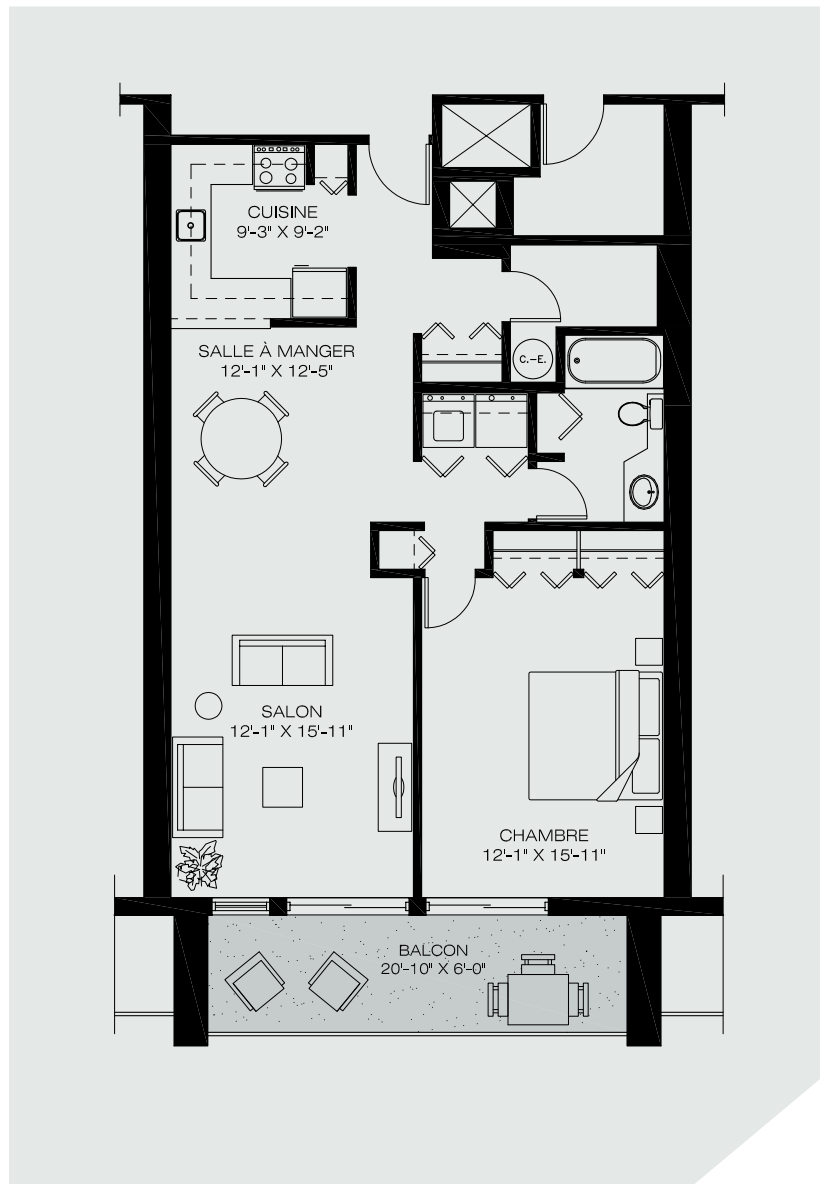 CUISINE
9'-3" X 9'-2"
SALLE À MANGER
12'-1" X 12'-5"
C.-E.
SALON
12'-1" X 15'-11"
CHAMBRE
12'-1" X 15'-11"
BALCON
20'-10" X 6'-0"